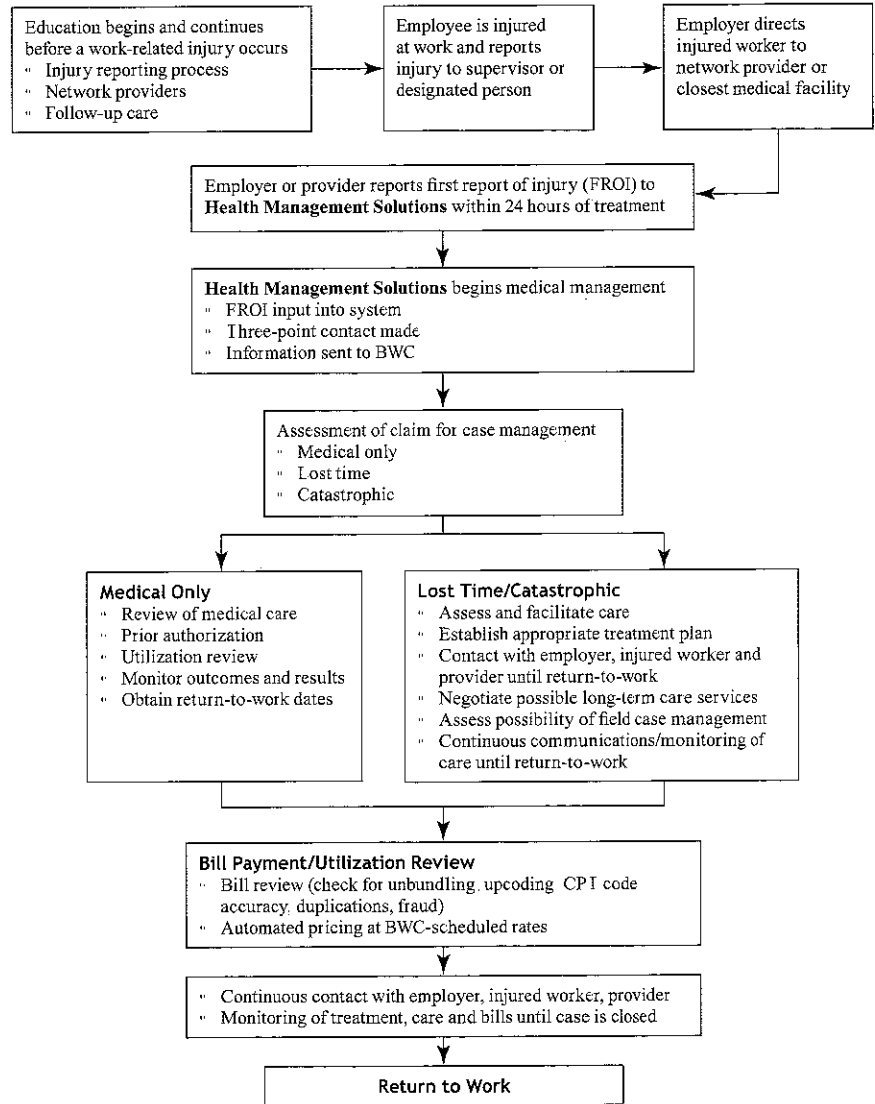 Education begins and continues
before a work-related injury occurs
" Injury reporting process
" Network providers
" Follow-up care
Employee is injured
at work and reports
injury to supervisor or
designated person
Employer directs
injured worker to
network provider or
closest medical facility
Employer or provider reports first report of injury (FROI) to
Health Management Solutions within 24 hours of treatment
Health Management Solutions begins medical management
" FROI input into system
" Three-point contact made
" Information sent to BWC
Assessment of claim for case management
" Medical only
" Lost time
" Catastrophic
Medical Only
" Review of medical care
" Prior authorization
" Utilization review
" Monitor outcomes and results
" Obtain return-to-work dates
Lost Time/Catastrophic
" Assess and facilitate care
" Establish appropriate treatment plan
" Contact with employer, injured worker and
provider until return-to-work
" Negotiate possible long-term care services
" Assess possibility of field case management
" Continuous communications/monitoring of
care until return-to-work
Bill Payment/Utilization Review
" Bill review (check for unbundling, upcoding CPT code
accuracy, duplications, fraud)
" Automated pricing at BWC-scheduled rates
" Continuous contact with employer, injured worker, provider
" Monitoring of treatment, care and bills until case is closed
Return to Work